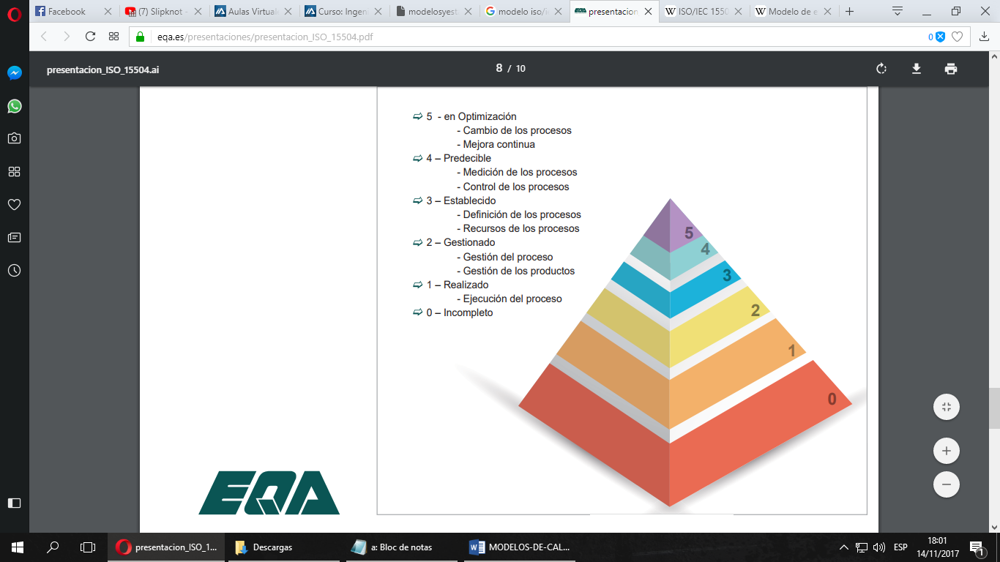 Facebook
(7) Slipknot -
Aulas Virtuale
Curso: Ingen
modelosyest
modelo iso/i
presentacion
ISO/IEC 1550
Modelo de e
eqa.es/presentaciones/presentacion_ISO_15504.pdf
0
presentacion_ISO_15504.ai
8 / 10
5 - en Optimización
- Cambio de los procesos
- Mejora continua
4 – Predecible
- Medición de los procesos
- Control de los procesos
3 – Establecido
- Definición de los procesos
- Recursos de los procesos
2 – Gestionado
- Gestión del proceso
- Gestión de los productos
1 – Realizado
- Ejecución del proceso
0 – Incompleto
5
4
3
2
1
0
EQA
presentacion_ISO_1...
Descargas
a: Bloc de notas
MODELOS-DE-CAL...
ESP
18:01
14/11/2017
1